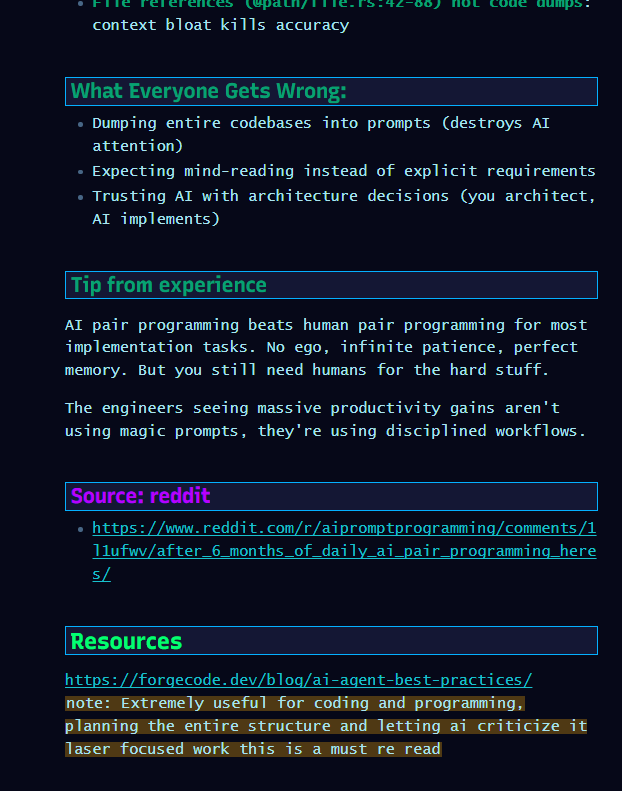 File references (@path/file.rs:42-88) not code dumps:
context bloat kills accuracy
What Everyone Gets Wrong:
Dumping entire codebases into prompts (destroys AI
attention)
Expecting mind-reading instead of explicit requirements
Trusting AI with architecture decisions (you architect,
AI implements)
Tip from experience
AI pair programming beats human pair programming for most
implementation tasks. No ego, infinite patience, perfect
memory. But you still need humans for the hard stuff.
The engineers seeing massive productivity gains aren't
using magic prompts, they're using disciplined workflows.
Source: reddit
https://www.reddit.com/r/aipromptprogramming/comments/1
l1ufwv/after_6_months_of_daily_ai_pair_programming_here
s/
Resources
https://forgecode.dev/blog/ai-agent-best-practices/
note: Extremely useful for coding and programming,
planning the entire structure and letting ai criticize it
laser focused work this is a must re read